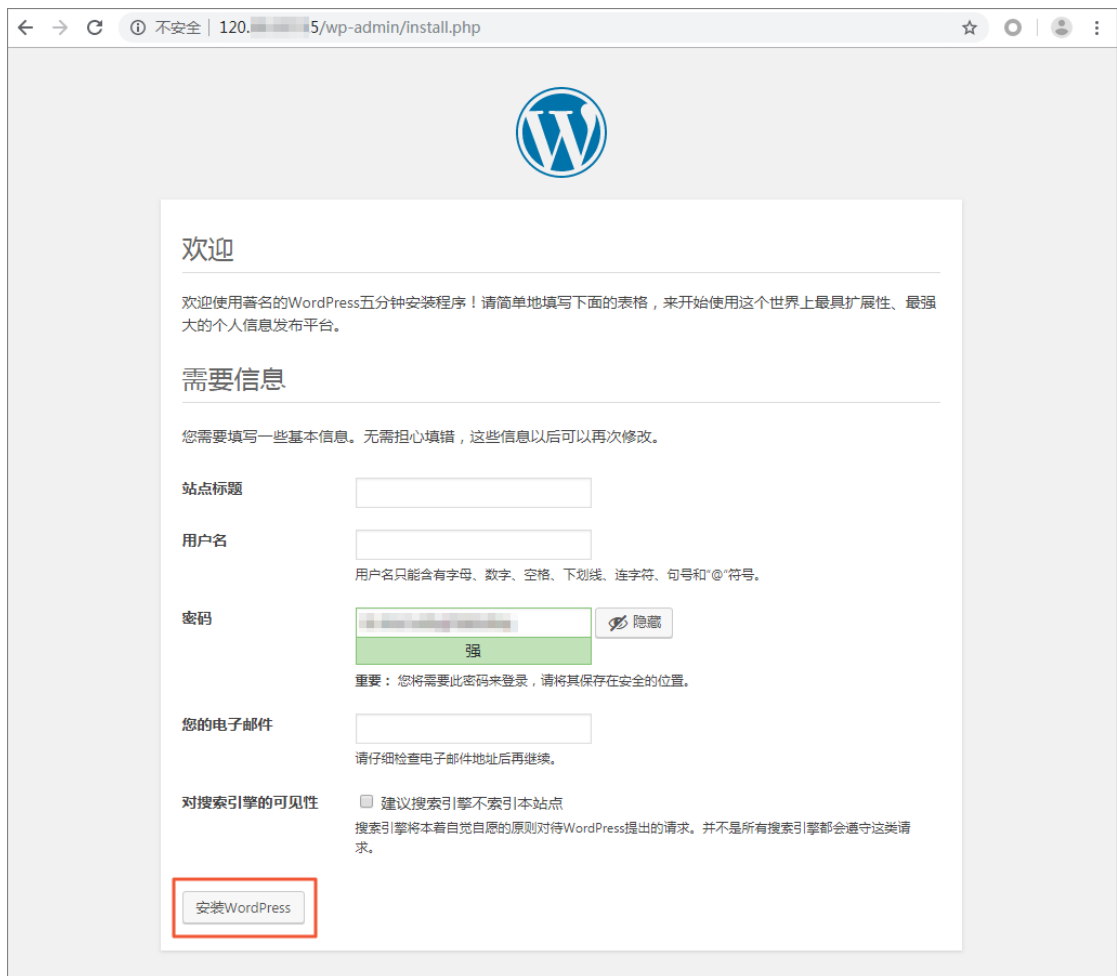 不安全 | 120. 5/wp-admin/install.php
欢迎
欢迎使用著名的WordPress五分钟安装程序！请简单地填写下面的表格，来开始使用这个世界上最具扩展性、最强
大的个人信息发布平台。
需要信息
您需要填写一些基本信息。无需担心填错，这些信息以后可以再次修改。
站点标题
用户名
用户名只能含有字母、数字、空格、下划线、连字符、句号和“@”符号。
密码
隐藏
强
重要： 您将需要此密码来登录，请将其保存在安全的位置。
您的电子邮件
请仔细检查电子邮件地址后再继续。
对搜索引擎的可见性 建议搜索引擎不索引本站点
搜索引擎将本着自觉自愿的原则对待WordPress提出的请求。并不是所有搜索引擎都会遵守这类请
求。
安装WordPress